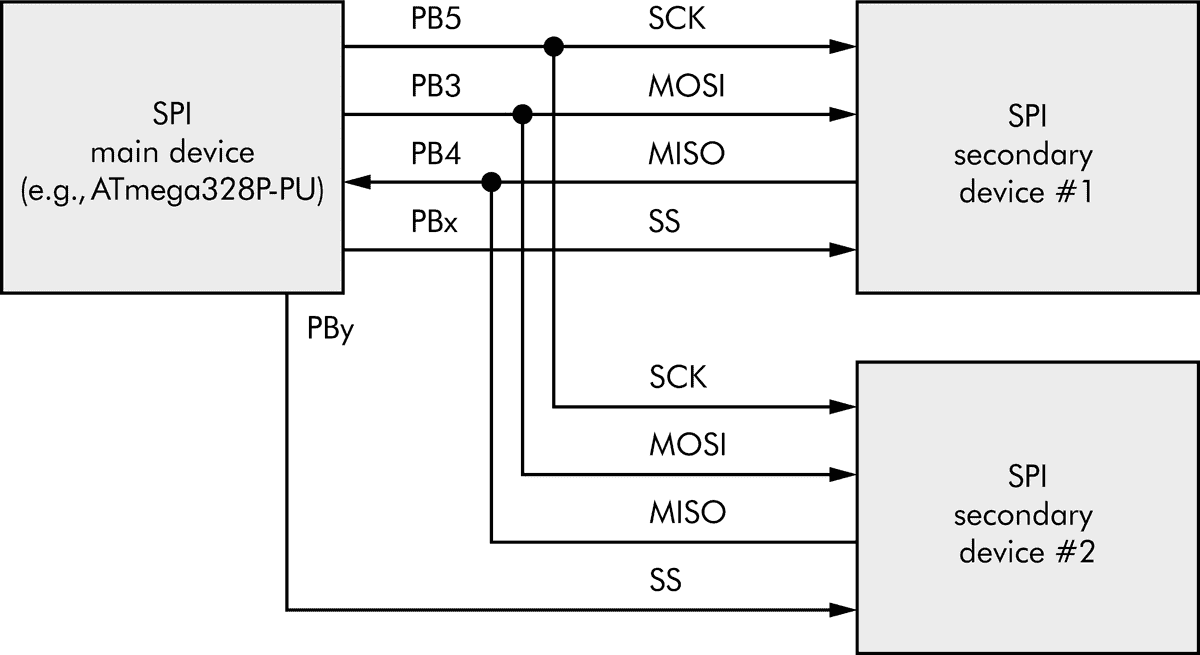 PB5
SCK
PB3
MOSI
PB4
MISO
PBx
SS
SPI
main device
(e.g., ATmega328P-PU)
SPI
secondary
device #1
PBy
SCK
MOSI
MISO
SS
SPI
secondary
device #2